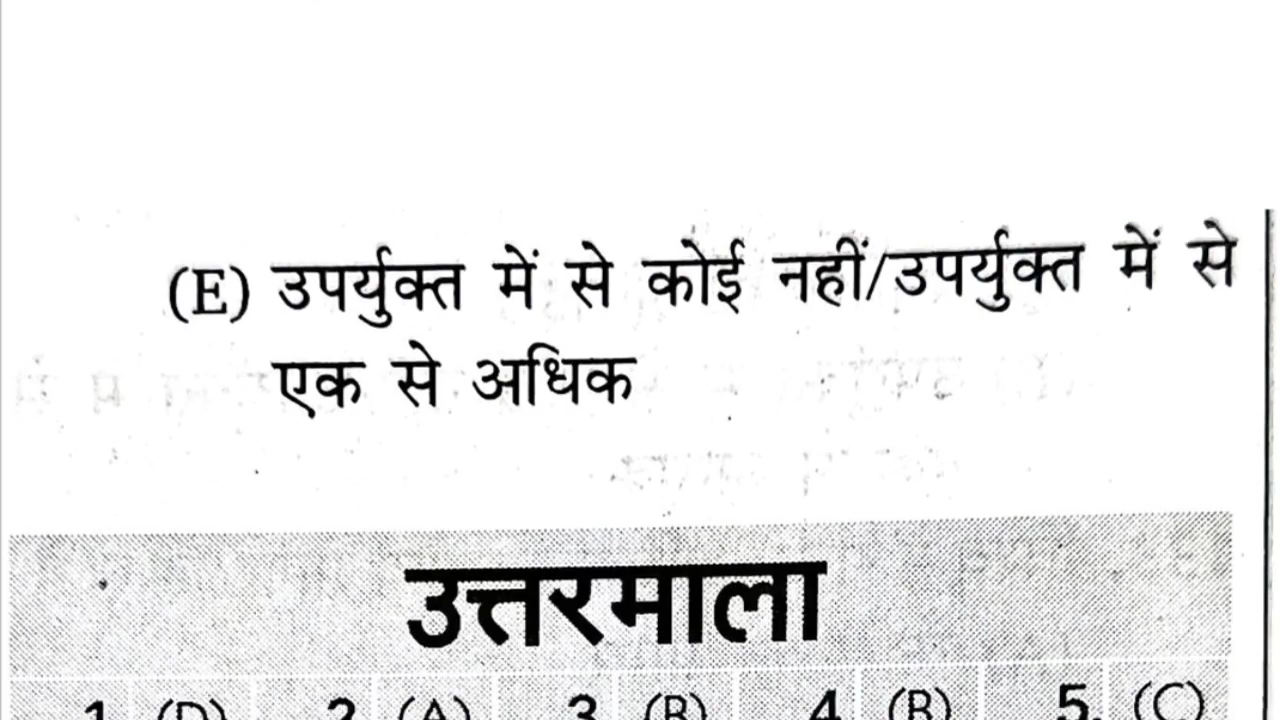 (E) उपर्युक्त में से कोई नहीं/उपर्युक्त में से
एक से अधिक
उत्तरमाला
1 (D) 2 (A) 3 (B) 4 (B) 5. (C)